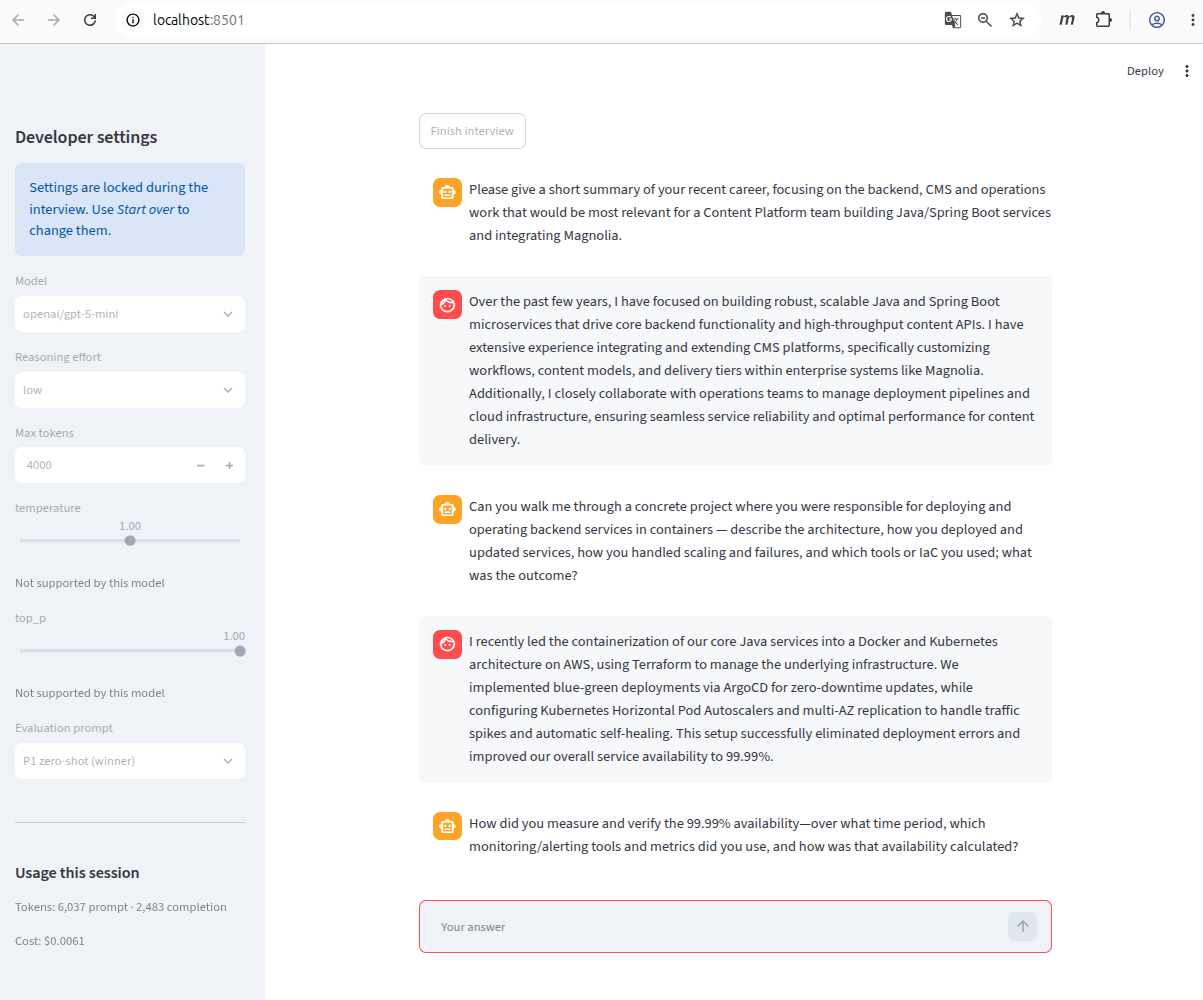 localhost:8501
Deploy
Developer settings
Settings are locked during the
interview. Use Start over to
change them.
Model
openai/gpt-5-mini
Reasoning effort
low
Max tokens
4000
temperature
1.00
Not supported by this model
top_p
1.00
Not supported by this model
Evaluation prompt
P1 zero-shot (winner)
Usage this session
Tokens: 6,037 prompt · 2,483 completion
Cost: $0.0061
Finish interview
Please give a short summary of your recent career, focusing on the backend, CMS and operations
work that would be most relevant for a Content Platform team building Java/Spring Boot services
and integrating Magnolia.
Over the past few years, I have focused on building robust, scalable Java and Spring Boot
microservices that drive core backend functionality and high-throughput content APIs. I have
extensive experience integrating and extending CMS platforms, specifically customizing
workflows, content models, and delivery tiers within enterprise systems like Magnolia.
Additionally, I closely collaborate with operations teams to manage deployment pipelines and
cloud infrastructure, ensuring seamless service reliability and optimal performance for content
delivery.
Can you walk me through a concrete project where you were responsible for deploying and
operating backend services in containers — describe the architecture, how you deployed and
updated services, how you handled scaling and failures, and which tools or IaC you used; what
was the outcome?
I recently led the containerization of our core Java services into a Docker and Kubernetes
architecture on AWS, using Terraform to manage the underlying infrastructure. We
implemented blue-green deployments via ArgoCD for zero-downtime updates, while
configuring Kubernetes Horizontal Pod Autoscalers and multi-AZ replication to handle traffic
spikes and automatic self-healing. This setup successfully eliminated deployment errors and
improved our overall service availability to 99.99%.
How did you measure and verify the 99.99% availability—over what time period, which
monitoring/alerting tools and metrics did you use, and how was that availability calculated?
Your answer